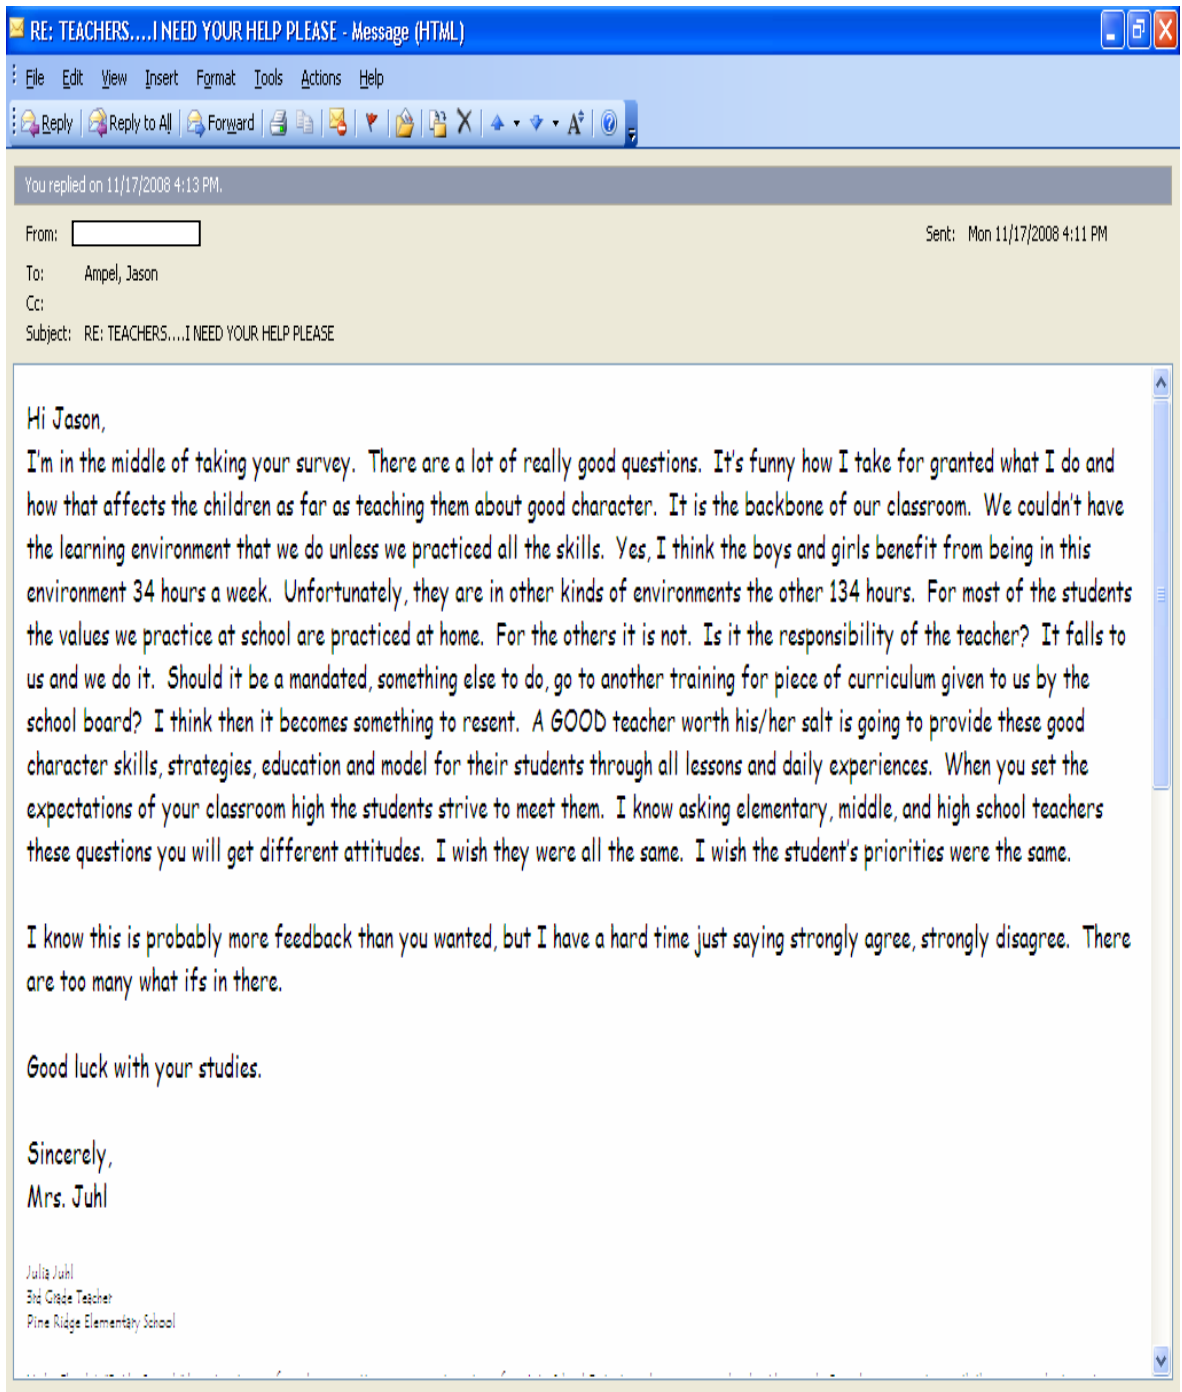 RE: TEACHERS....I NEED YOUR HELP PLEASE - Message (HTML)
File Edit View Insert Format Tools Actions Help
Reply Reply to All Forward
You replied on 11/17/2008 4:13 PM.
From:
Sent: Mon 11/17/2008 4:11 PM
To: Ampel, Jason
Cc:
Subject: RE: TEACHERS....I NEED YOUR HELP PLEASE
Hi Jason,
I'm in the middle of taking your survey. There are a lot of really good questions. It's funny how I take for granted what I do and
how that affects the children as far as teaching them about good character. It is the backbone of our classroom. We couldn't have
the learning environment that we do unless we practiced all the skills. Yes, I think the boys and girls benefit from being in this
environment 34 hours a week. Unfortunately, they are in other kinds of environments the other 134 hours. For most of the students
the values we practice at school are practiced at home. For the others it is not. Is it the responsibility of the teacher? It falls to
us and we do it. Should it be a mandated, something else to do, go to another training for piece of curriculum given to us by the
school board? I think then it becomes something to resent. A GOOD teacher worth his/her salt is going to provide these good
character skills, strategies, education and model for their students through all lessons and daily experiences. When you set the
expectations of your classroom high the students strive to meet them. I know asking elementary, middle, and high school teachers
these questions you will get different attitudes. I wish they were all the same. I wish the student's priorities were the same.
I know this is probably more feedback than you wanted, but I have a hard time just saying strongly agree, strongly disagree. There
are too many what ifs in there.
Good luck with your studies.
Sincerely,
Mrs. Juhl
Julia Juhl
3rd Grade Teacher
Pine Ridge Elementary School